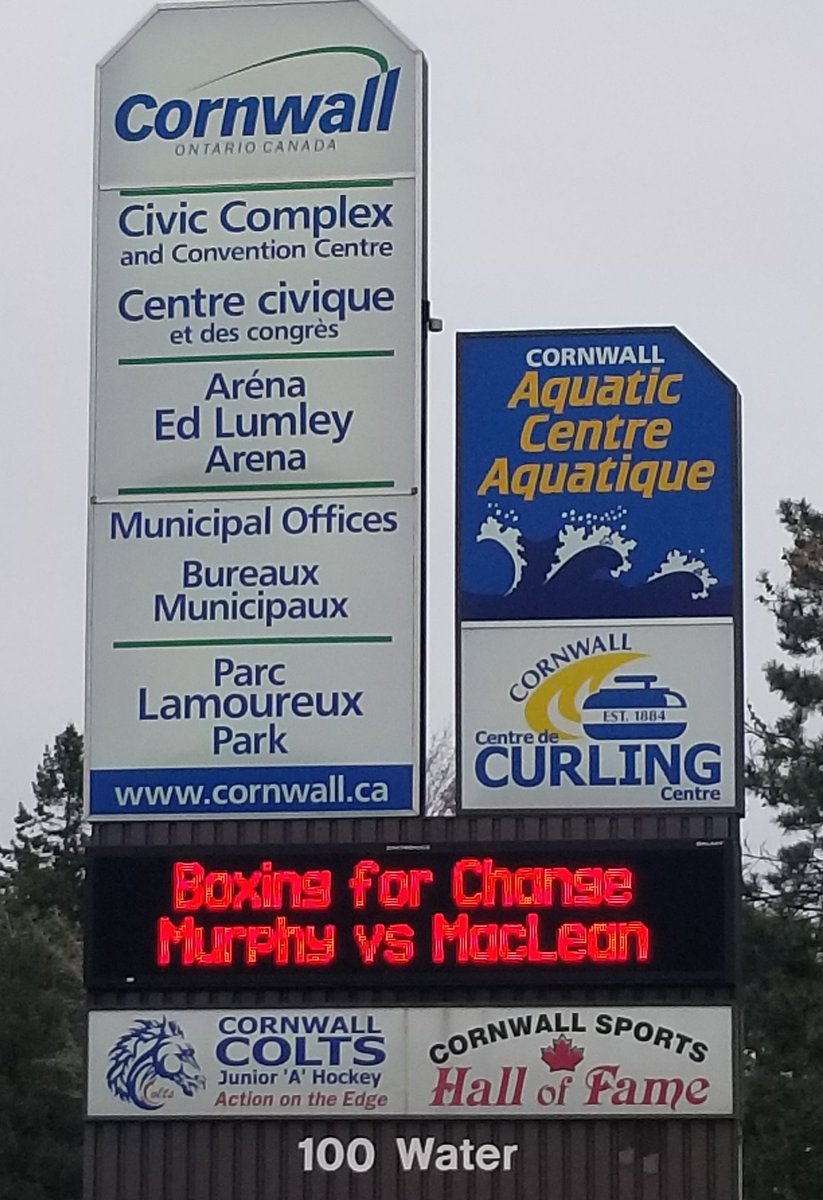 Cornwall
ONTARIO CANADA
Civic Complex
and Convention Centre
Centre civique
et des congrès
Aréna
Ed Lumley
Arena
Municipal Offices
Bureaux
Municipaux
Parc
Lamoureux
Park
www.cornwall.ca
CORNWALL
Aquatic
Centre
Aquatique
CORNWALL
EST. 1884
Centre de
CURLING
Centre
DAKTRONICS
GALAXY
Boxing for Change
Murphy vs MacLean
Colts
CORNWALL
COLTS
Junior 'A' Hockey
Action on the Edge
CORNWALL SPORTS
Hall of Fame
100 Water